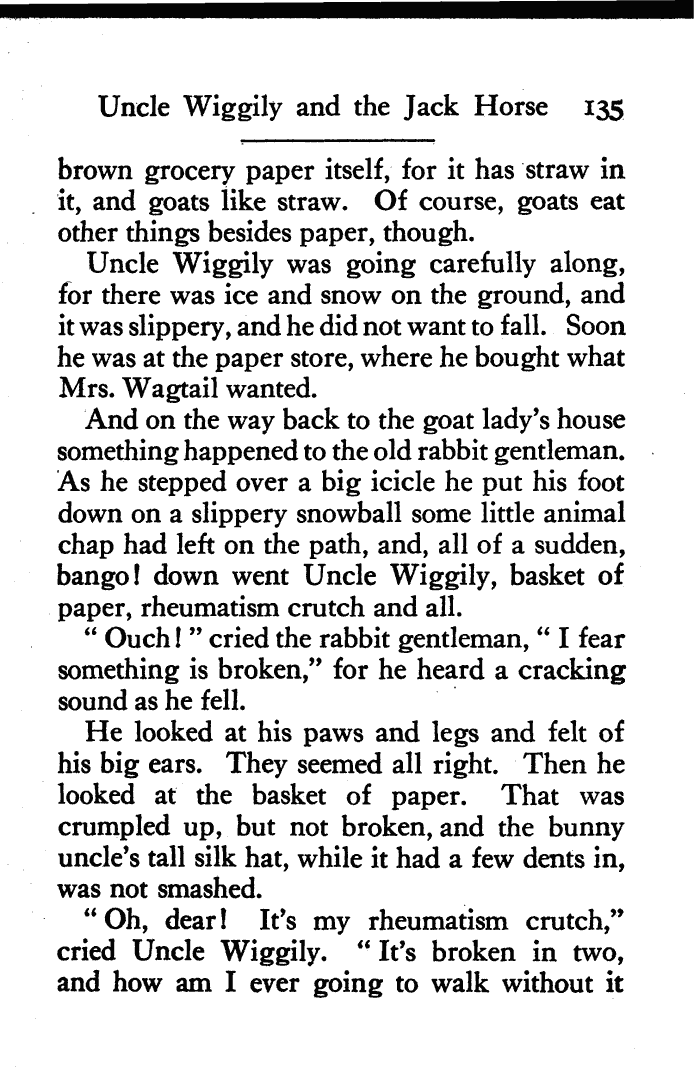 Uncle Wiggily and the Jack Horse 135
brown grocery paper itself, for it has straw in
it, and goats like straw. Of course, goats eat
other things besides paper, though.
Uncle Wiggily was going carefully along,
for there was ice and snow on the ground, and
it was slippery, and he did not want to fall. Soon
he was at the paper store, where he bought what
Mrs. Wagtail wanted.
And on the way back to the goat lady's house
something happened to the old rabbit gentleman.
As he stepped over a big icicle he put his foot
down on a slippery snowball some little animal
chap had left on the path, and, all of a sudden,
bango! down went Uncle Wiggily, basket of
paper, rheumatism crutch and all.
“ Ouch! ” cried the rabbit gentleman, “ I fear
something is broken,” for he heard a cracking
sound as he fell.
He looked at his paws and legs and felt of
his big ears. They seemed all right. Then he
looked at the basket of paper. That was
crumpled up, but not broken, and the bunny
uncle's tall silk hat, while it had a few dents in,
was not smashed.
“ Oh, dear! It's my rheumatism crutch,”
cried Uncle Wiggily. “ It's broken in two,
and how am I ever going to walk without it